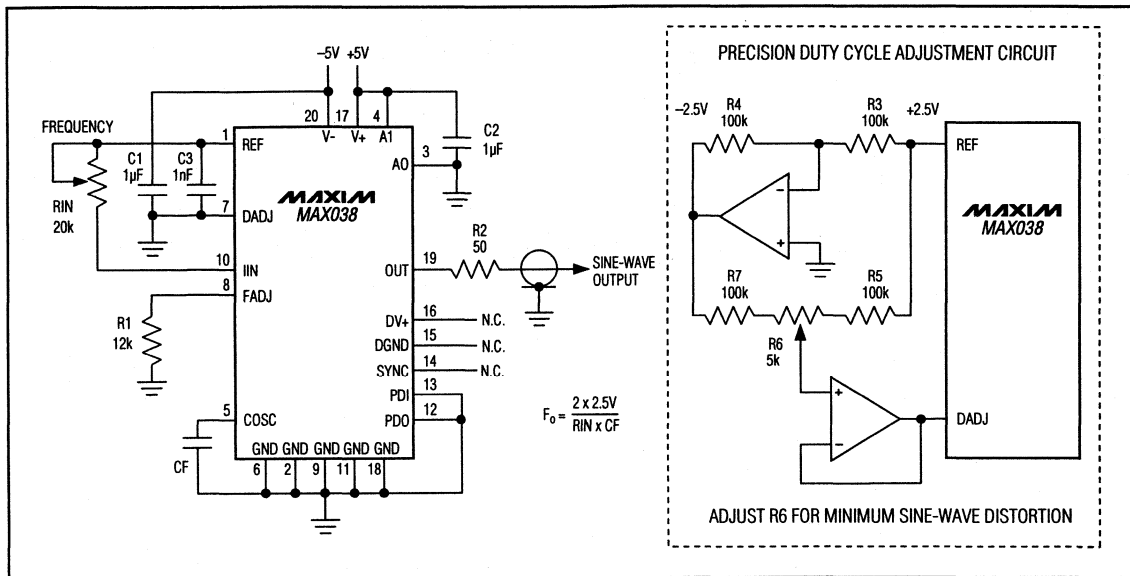 –5V +5V
20 17 4
V- V+ A1
FREQUENCY
1 REF
C1
1µF
C3
1nF
C2
1µF
3
AO
MAXIM
MAX038
RIN
20k
7 DADJ
10 IIN
8 FADJ
R1
12k
R2
50
OUT 19
SINE-WAVE
OUTPUT
DV+ 16 N.C.
DGND 15 N.C.
SYNC 14 N.C.
PDI 13
PDO 12
5 COSC
CF
GND GND GND GND GND
6 2 9 11 18
F₀ = 2 x 2.5V
RIN x CF
PRECISION DUTY CYCLE ADJUSTMENT CIRCUIT
–2.5V R4 R3 +2.5V
100k 100k
REF
–
+
MAXIM
MAX038
R7
100k
R5
100k
R6
5k
+
–
DADJ
ADJUST R6 FOR MINIMUM SINE-WAVE DISTORTION